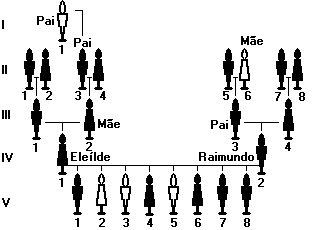 I
Pai
1
Pai
Mãe
II
1 2 3 4 5 6 7 8
III
1 2 Mãe Pai 3 4
IV
Eleílde Raimundo
1 2
V
1 2 3 4 5 6 7 8